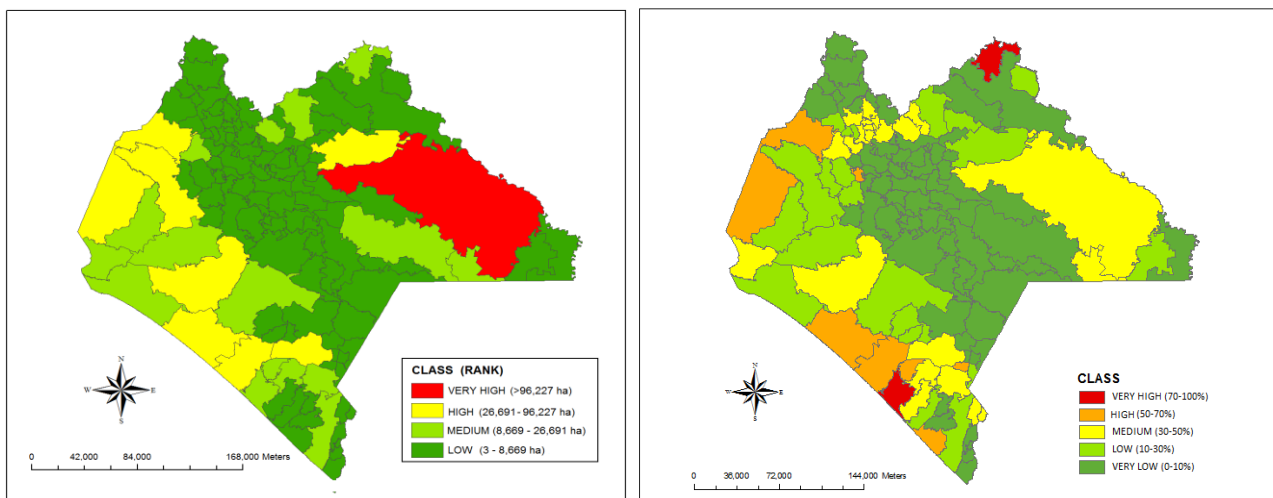 N
W E
S
0 42,000 84,000 168,000 Meters
CLASS (RANK)
VERY HIGH (>96,227 ha)
HIGH (26,691- 96,227 ha)
MEDIUM (8,669 - 26,691 ha)
LOW (3 - 8,669 ha)
N
W E
S
0 36,000 72,000 144,000 Meters
CLASS
VERY HIGH (70-100%)
HIGH (50-70%)
MEDIUM (30-50%)
LOW (10-30%)
VERY LOW (0-10%)